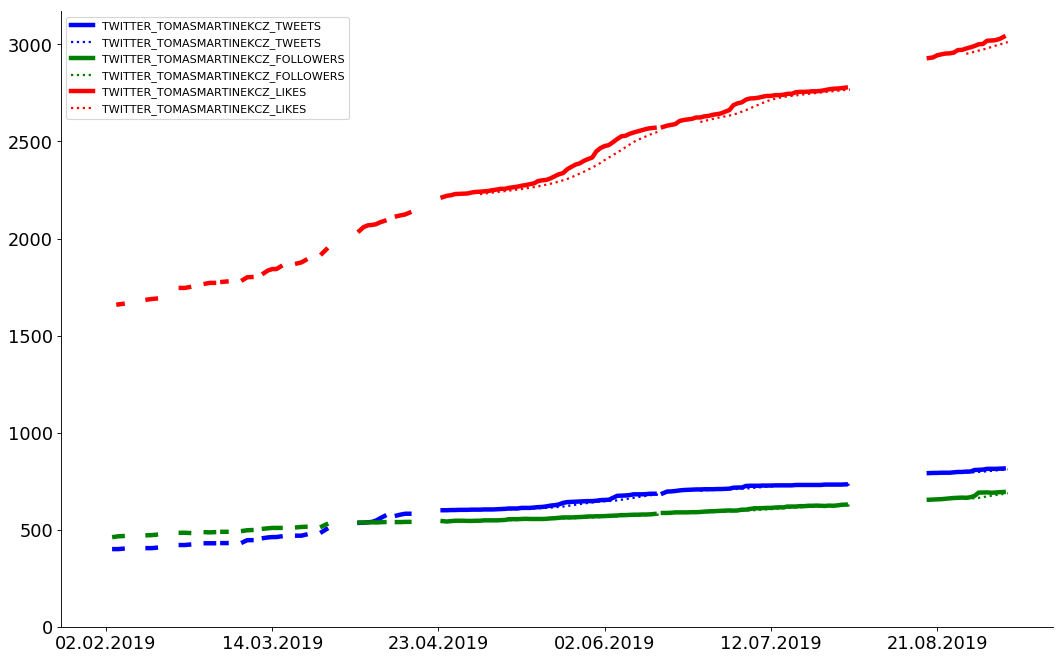 TWITTER_TOMASMARTINEKCZ_TWEETS
TWITTER_TOMASMARTINEKCZ_TWEETS
TWITTER_TOMASMARTINEKCZ_FOLLOWERS
TWITTER_TOMASMARTINEKCZ_FOLLOWERS
TWITTER_TOMASMARTINEKCZ_LIKES
TWITTER_TOMASMARTINEKCZ_LIKES
3000
2500
2000
1500
1000
500
0
02.02.2019 14.03.2019 23.04.2019 02.06.2019 12.07.2019 21.08.2019